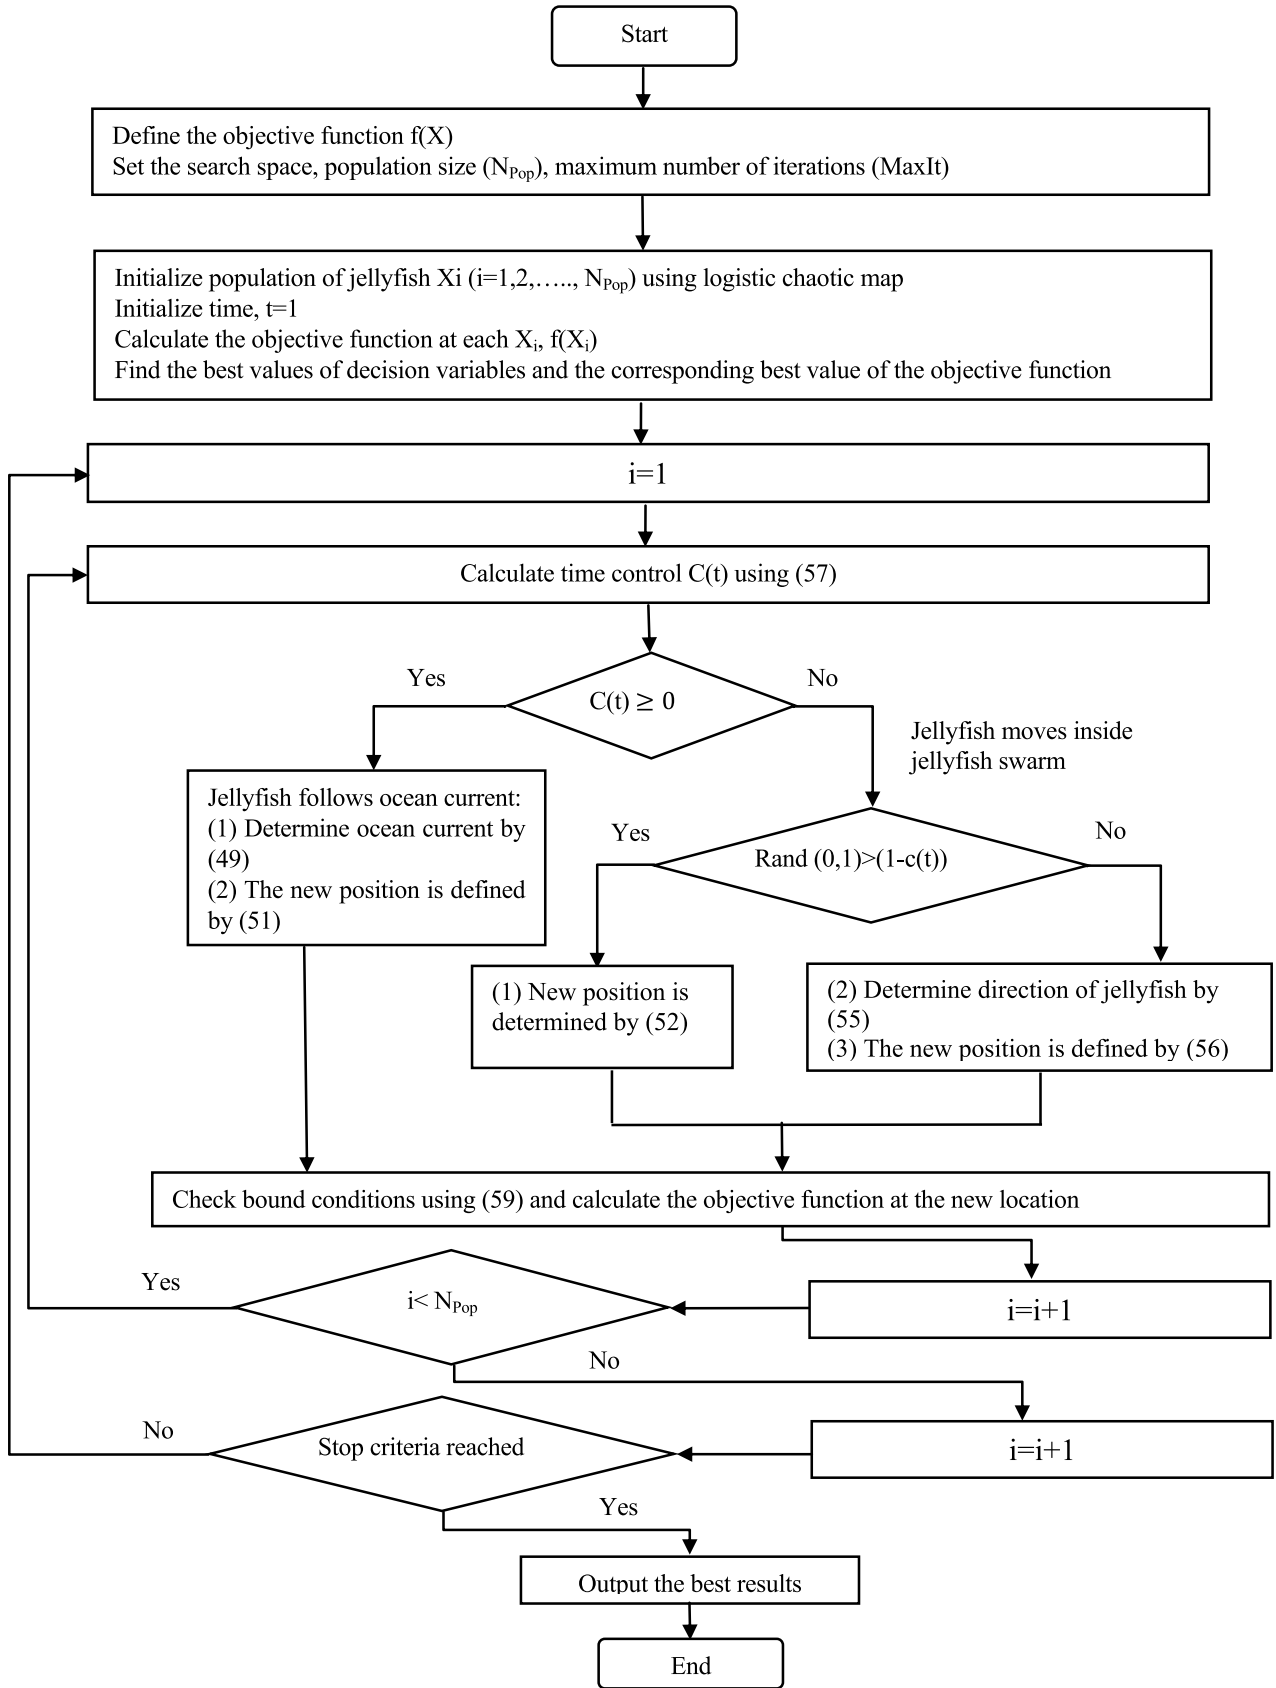 Start
Define the objective function f(X)
Set the search space, population size (N_Pop), maximum number of iterations (MaxIt)
Initialize population of jellyfish Xi (i=1,2,….., N_Pop) using logistic chaotic map
Initialize time, t=1
Calculate the objective function at each X_i, f(X_i)
Find the best values of decision variables and the corresponding best value of the objective function
i=1
Calculate time control C(t) using (57)
Yes
No
C(t) ≥ 0
Jellyfish moves inside
jellyfish swarm
Jellyfish follows ocean current:
(1) Determine ocean current by
(49)
(2) The new position is defined
by (51)
Yes
No
Rand (0,1)>(1-c(t))
(1) New position is
determined by (52)
(2) Determine direction of jellyfish by
(55)
(3) The new position is defined by (56)
Check bound conditions using (59) and calculate the objective function at the new location
Yes
i< N_Pop
i=i+1
No
No
Stop criteria reached
i=i+1
Yes
Output the best results
End